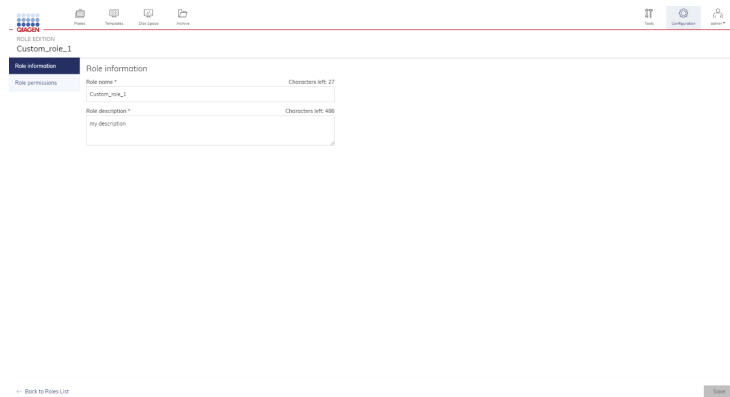 QIAGEN
Plates Templates Disk Space Archive Tools Configuration admin
ROLE EDITION
Custom_role_1
Role information
Role permissions
Role information
Role name * Characters left: 27
Custom_role_1
Role description * Characters left: 486
my description
← Back to Roles List
Save